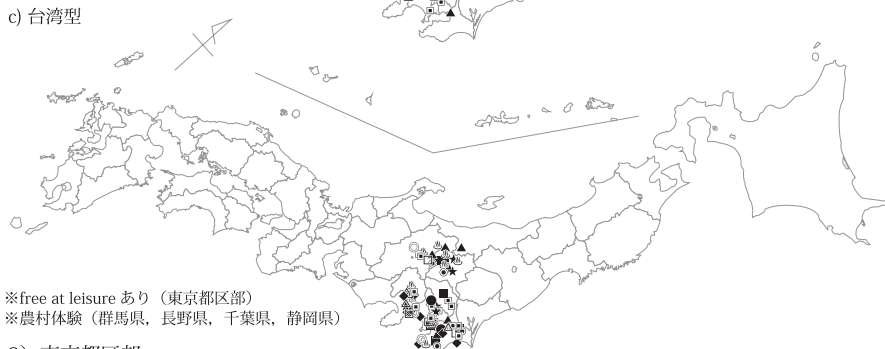 c) 台湾型
※free at leisure あり（東京都区部）
※農村体験（群馬県，長野県，千葉県，静岡県）